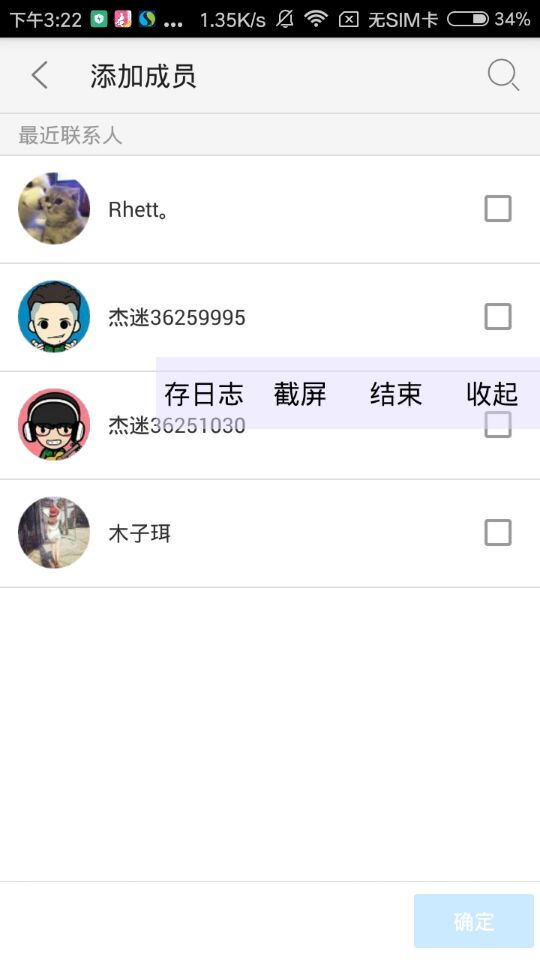 下午3:22 ... 1.35K/s 无SIM卡 34%
添加成员
最近联系人
Rhett。
杰迷36259995
存日志 截屏 结束 收起
杰迷36251030
木子珥
确定